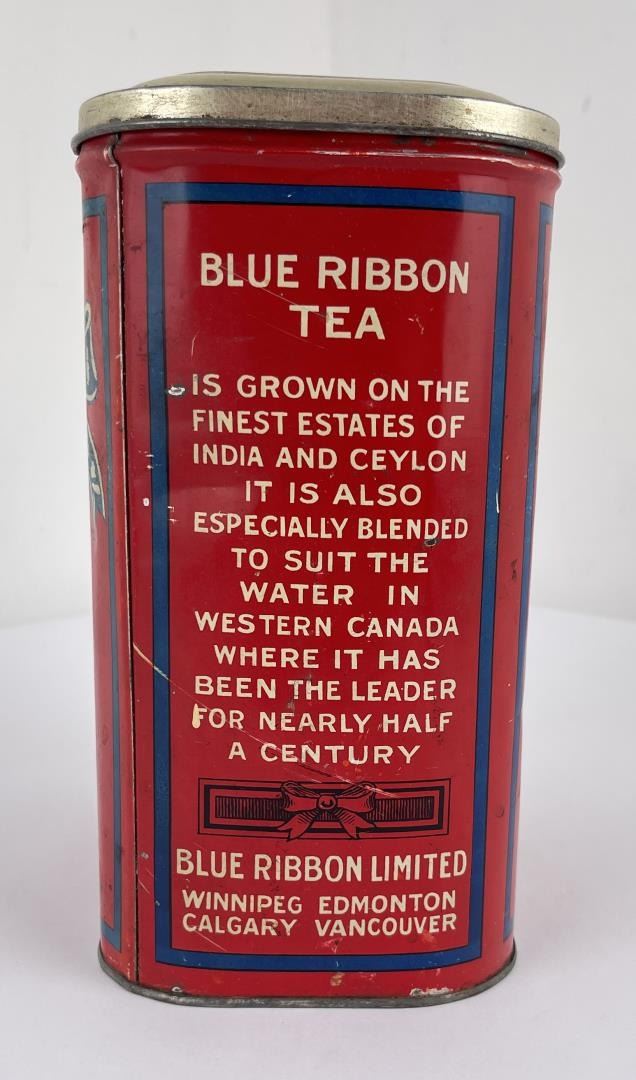 BLUE RIBBON
TEA
IS GROWN ON THE
FINEST ESTATES OF
INDIA AND CEYLON
IT IS ALSO
ESPECIALLY BLENDED
TO SUIT THE
WATER IN
WESTERN CANADA
WHERE IT HAS
BEEN THE LEADER
FOR NEARLY HALF
A CENTURY
BLUE RIBBON LIMITED
WINNIPEG EDMONTON
CALGARY VANCOUVER